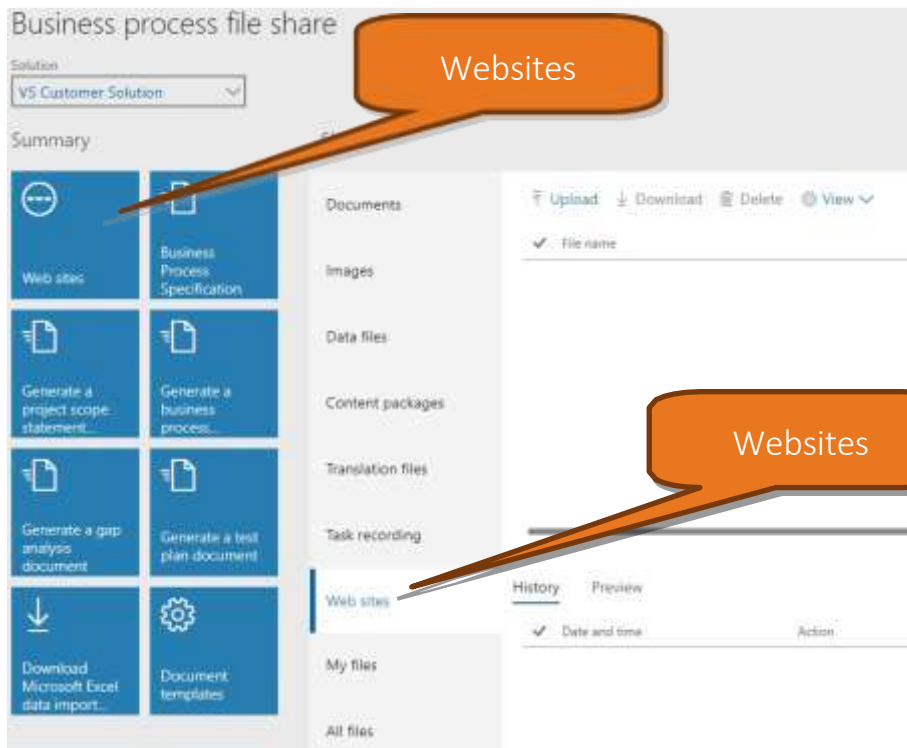 Business process file share
Websites
Solution
VS Customer Solution
Summary
Web sites
Business
Process
Specification
Generate a
project scope
statement...
Generate a
business
process...
Generate a gap
analysis
document
Generate a test
plan document
Download
Microsoft Excel
data import...
Document
templates
Documents
Images
Data files
Content packages
Translation files
Task recording
Web sites
My files
All files
Upload Download Delete View
File name
Websites
History Preview
Date and time Action